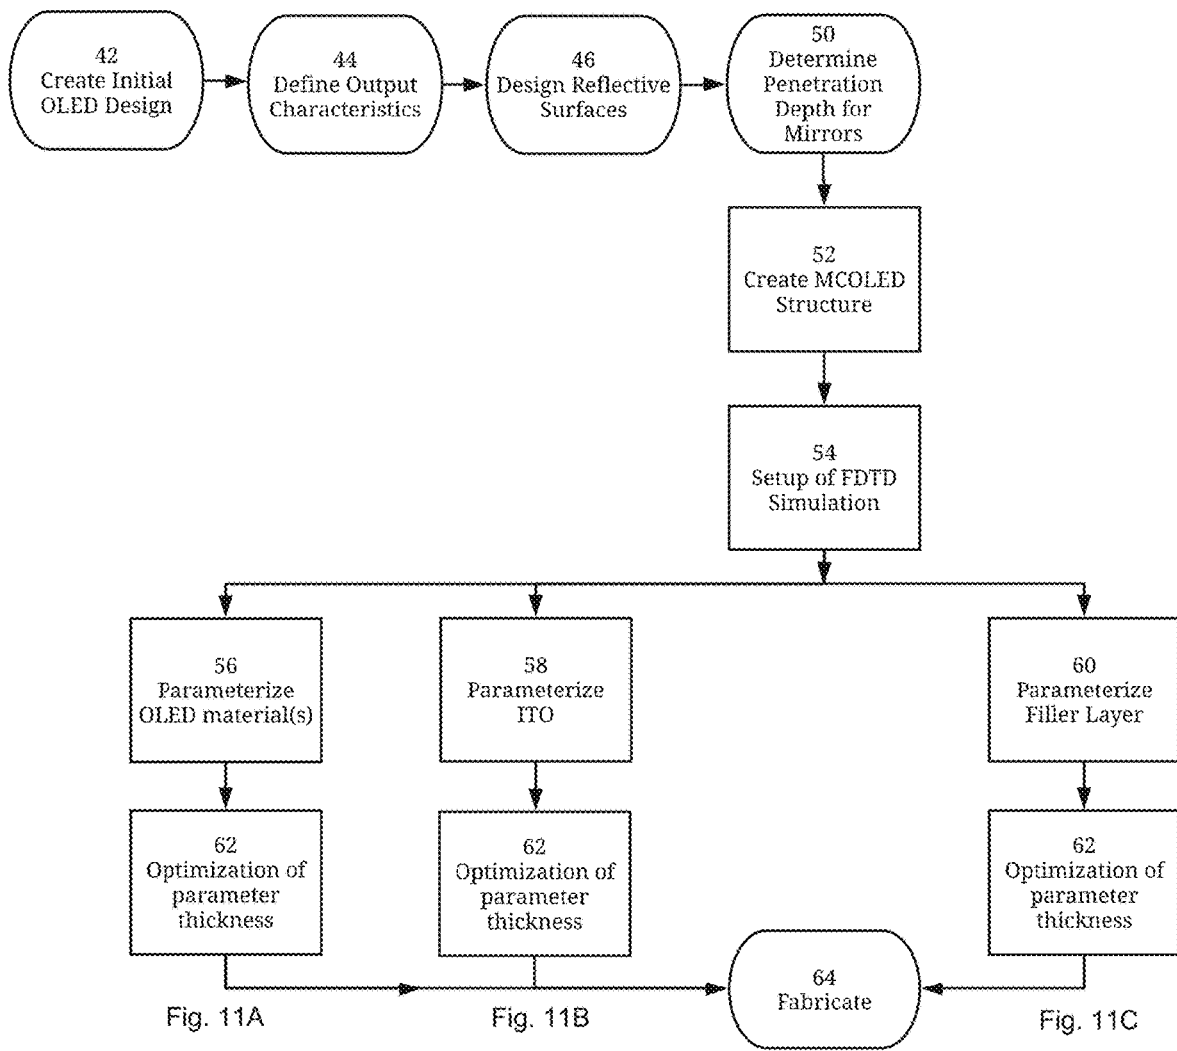 42
Create Initial
OLED Design
44
Define Output
Characteristics
46
Design Reflective
Surfaces
50
Determine
Penetration
Depth for
Mirrors
52
Create MCOLED
Structure
54
Setup of FDTD
Simulation
56
Parameterize
OLED material(s)
58
Parameterize
ITO
60
Parameterize
Filler Layer
62
Optimization of
parameter
thickness
62
Optimization of
parameter
thickness
62
Optimization of
parameter
thickness
64
Fabricate
Fig. 11A
Fig. 11B
Fig. 11C